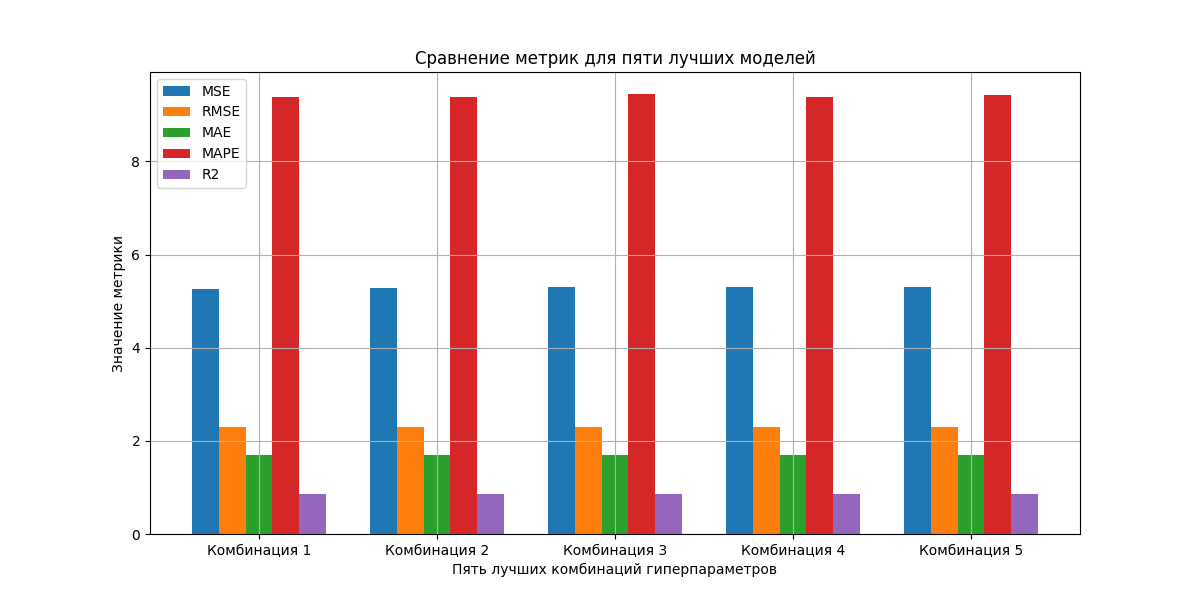 Сравнение метрик для пяти лучших моделей
MSE
RMSE
MAE
MAPE
R2
Значение метрики
8
6
4
2
0
Комбинация 1
Комбинация 2
Комбинация 3
Комбинация 4
Комбинация 5
Пять лучших комбинаций гиперпараметров